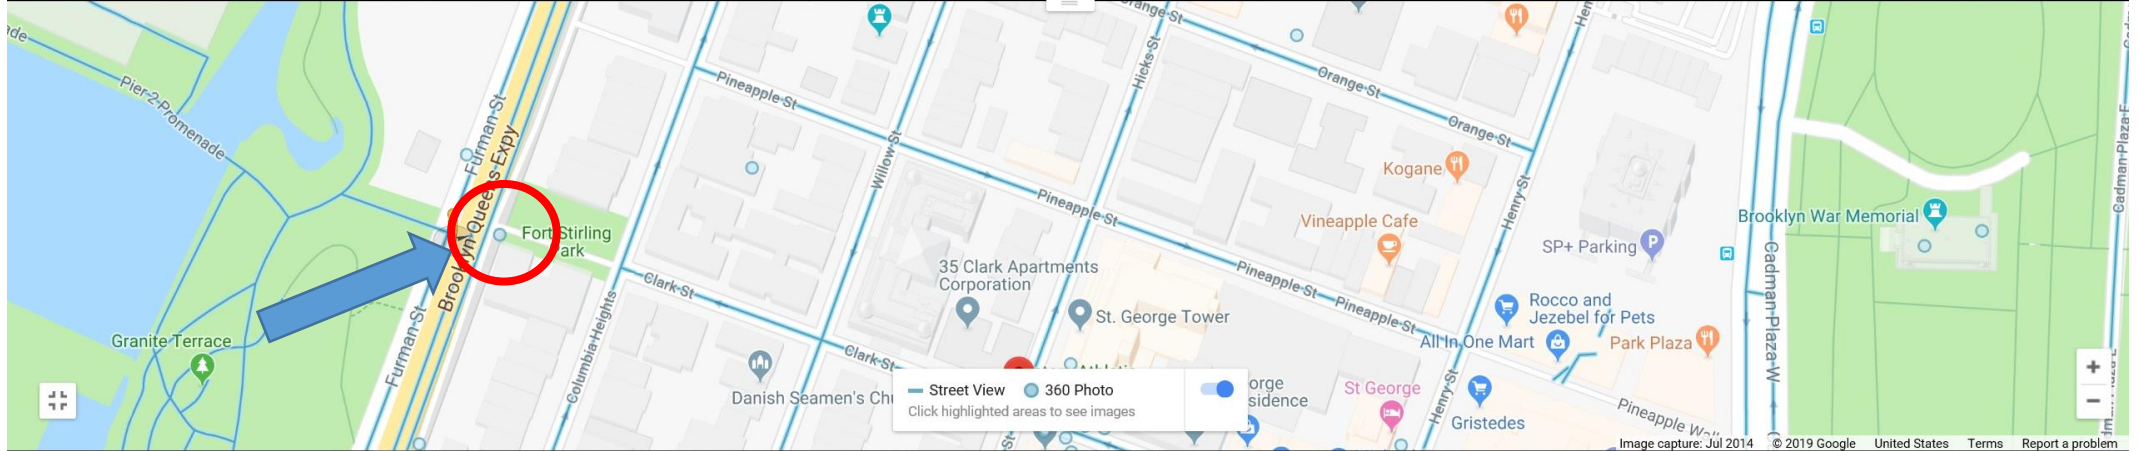 Orange St
Pier 2 Promenade
Furman St
Furman St
Furman St
Brooklyn Queens Expy
Fort Stirling
Park
Granite Terrace
Columbia Heights
Pineapple St
Willow St
Hicks St
Orange St
Orange St
Pineapple St
Pineapple St
Pineapple St
Pineapple St
Clark St
Clark St
35 Clark Apartments
Corporation
St. George Tower
Danish Seamen's Chu
Kogane
Vineapple Cafe
Henry St
Henry St
SP+ Parking
P
Rocco and
Jezebel for Pets
All In One Mart
Park Plaza
St George
Gristedes
Brooklyn War Memorial
Cadman Plaza W
Cadman Plaza E
Street View
360 Photo
Click highlighted areas to see images
+
−
Image capture: Jul 2014 © 2019 Google United States Terms Report a problem